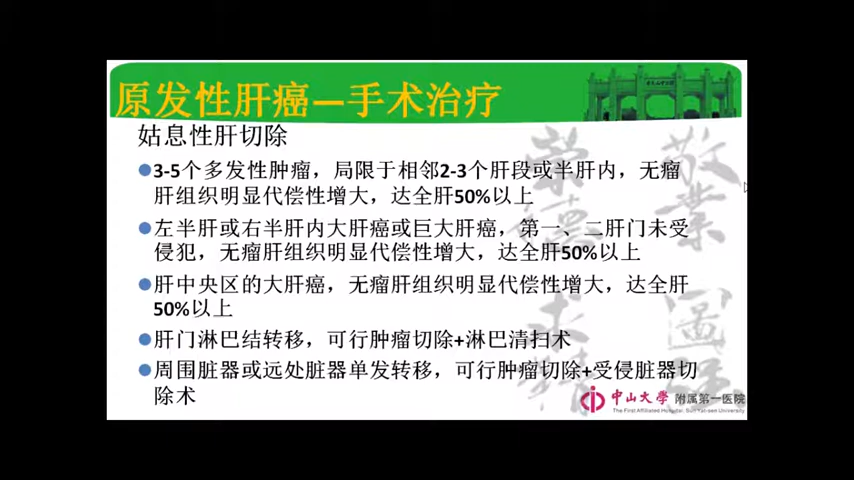 原发性肝癌—手术治疗
姑息性肝切除
●3-5个多发性肿瘤，局限于相邻2-3个肝段或半肝内，无瘤
肝组织明显代偿性增大，达全肝50%以上
●左半肝或右半肝内大肝癌或巨大肝癌，第一、二肝门未受
侵犯，无瘤肝组织明显代偿性增大，达全肝50%以上
●肝中央区的大肝癌，无瘤肝组织明显代偿性增大，达全肝
50%以上
●肝门淋巴结转移，可行肿瘤切除+淋巴清扫术
●周围脏器或远处脏器单发转移，可行肿瘤切除+受侵脏器切
除术
中山大学 附属第一医院
The First Affiliated Hospital, Sun Yat-sen University